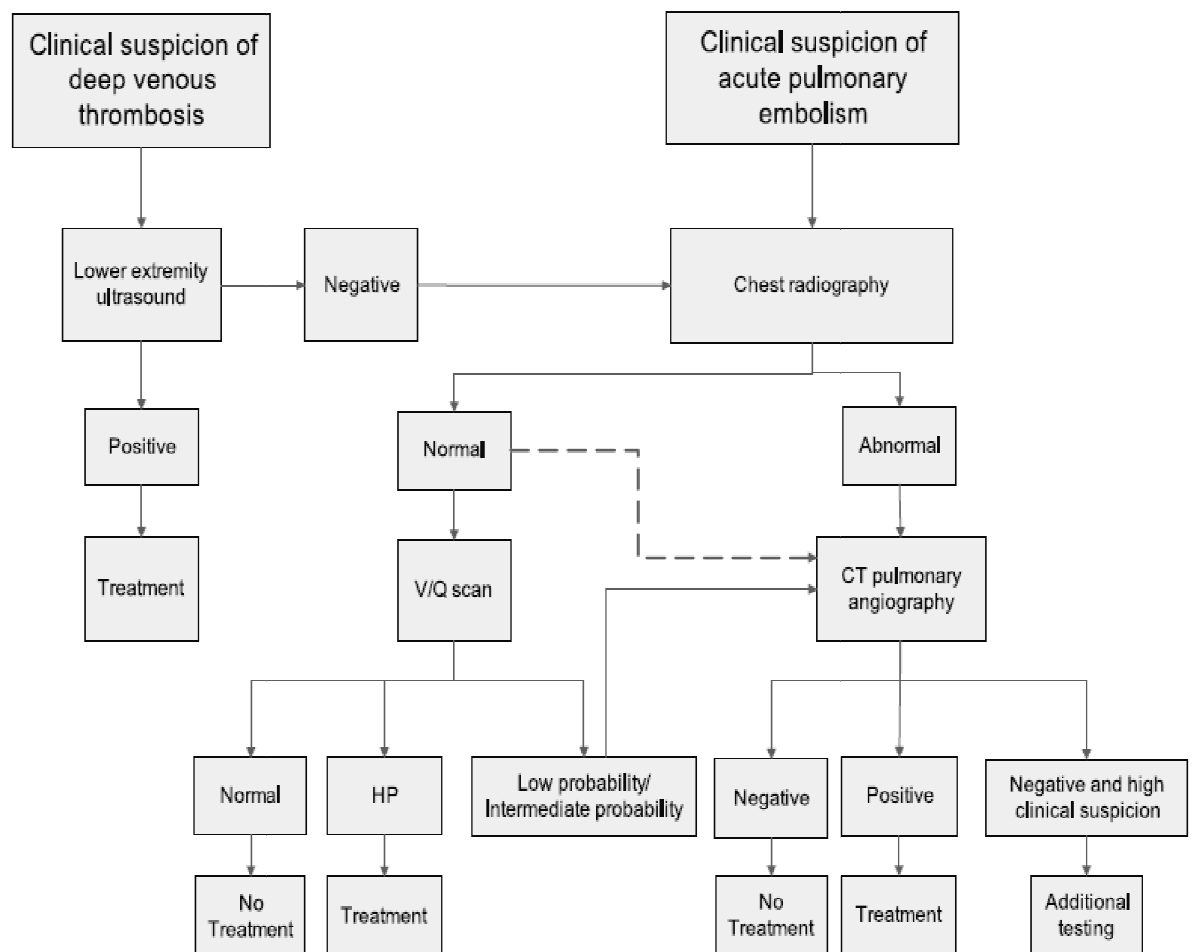 Clinical suspicion of
deep venous
thrombosis
Clinical suspicion of
acute pulmonary
embolism
Lower extremity
ultrasound
Negative
Chest radiography
Positive
Normal
Abnormal
Treatment
V/Q scan
CT pulmonary
angiography
Normal
HP
Low probability/
Intermediate probability
Negative
Positive
Negative and high
clinical suspicion
No
Treatment
Treatment
No
Treatment
Treatment
Additional
testing